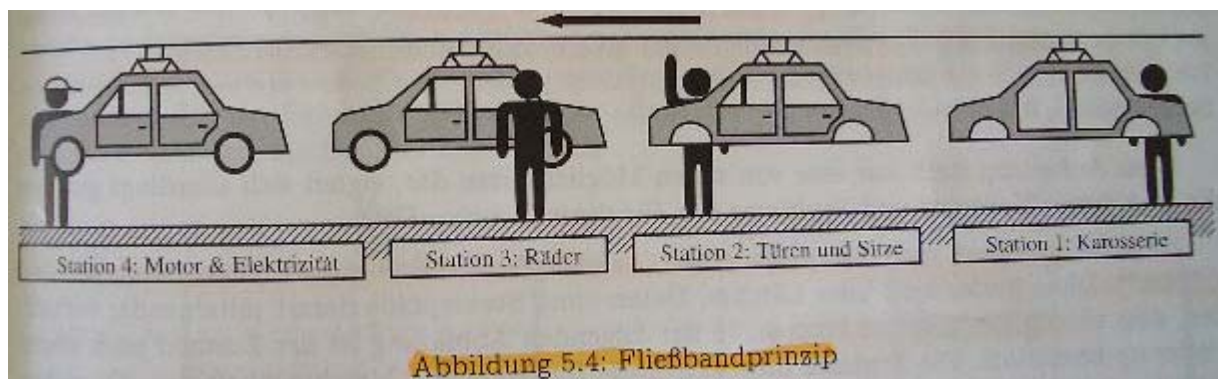 Station 4: Motor & Elektrizität
Station 3: Räder
Station 2: Türen und Sitze
Station 1: Karosserie
Abbildung 5.4: Fließbandprinzip